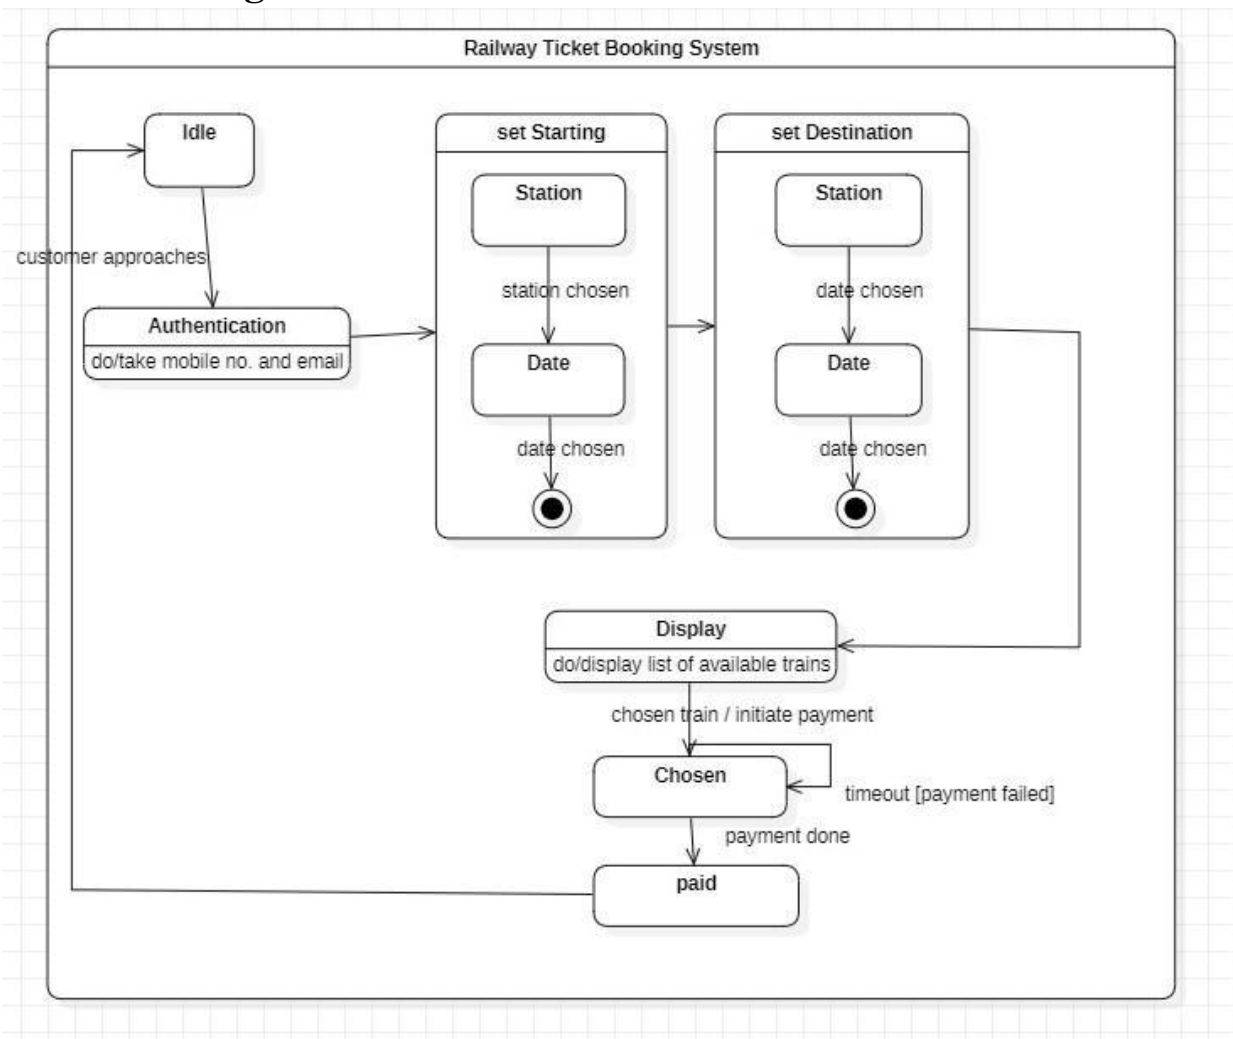 Railway Ticket Booking System
Idle
customer approaches
Authentication
do/take mobile no. and email
set Starting
Station
station chosen
Date
date chosen
set Destination
Station
date chosen
Date
date chosen
Display
do/display list of available trains
chosen train / initiate payment
Chosen
timeout [payment failed]
payment done
paid